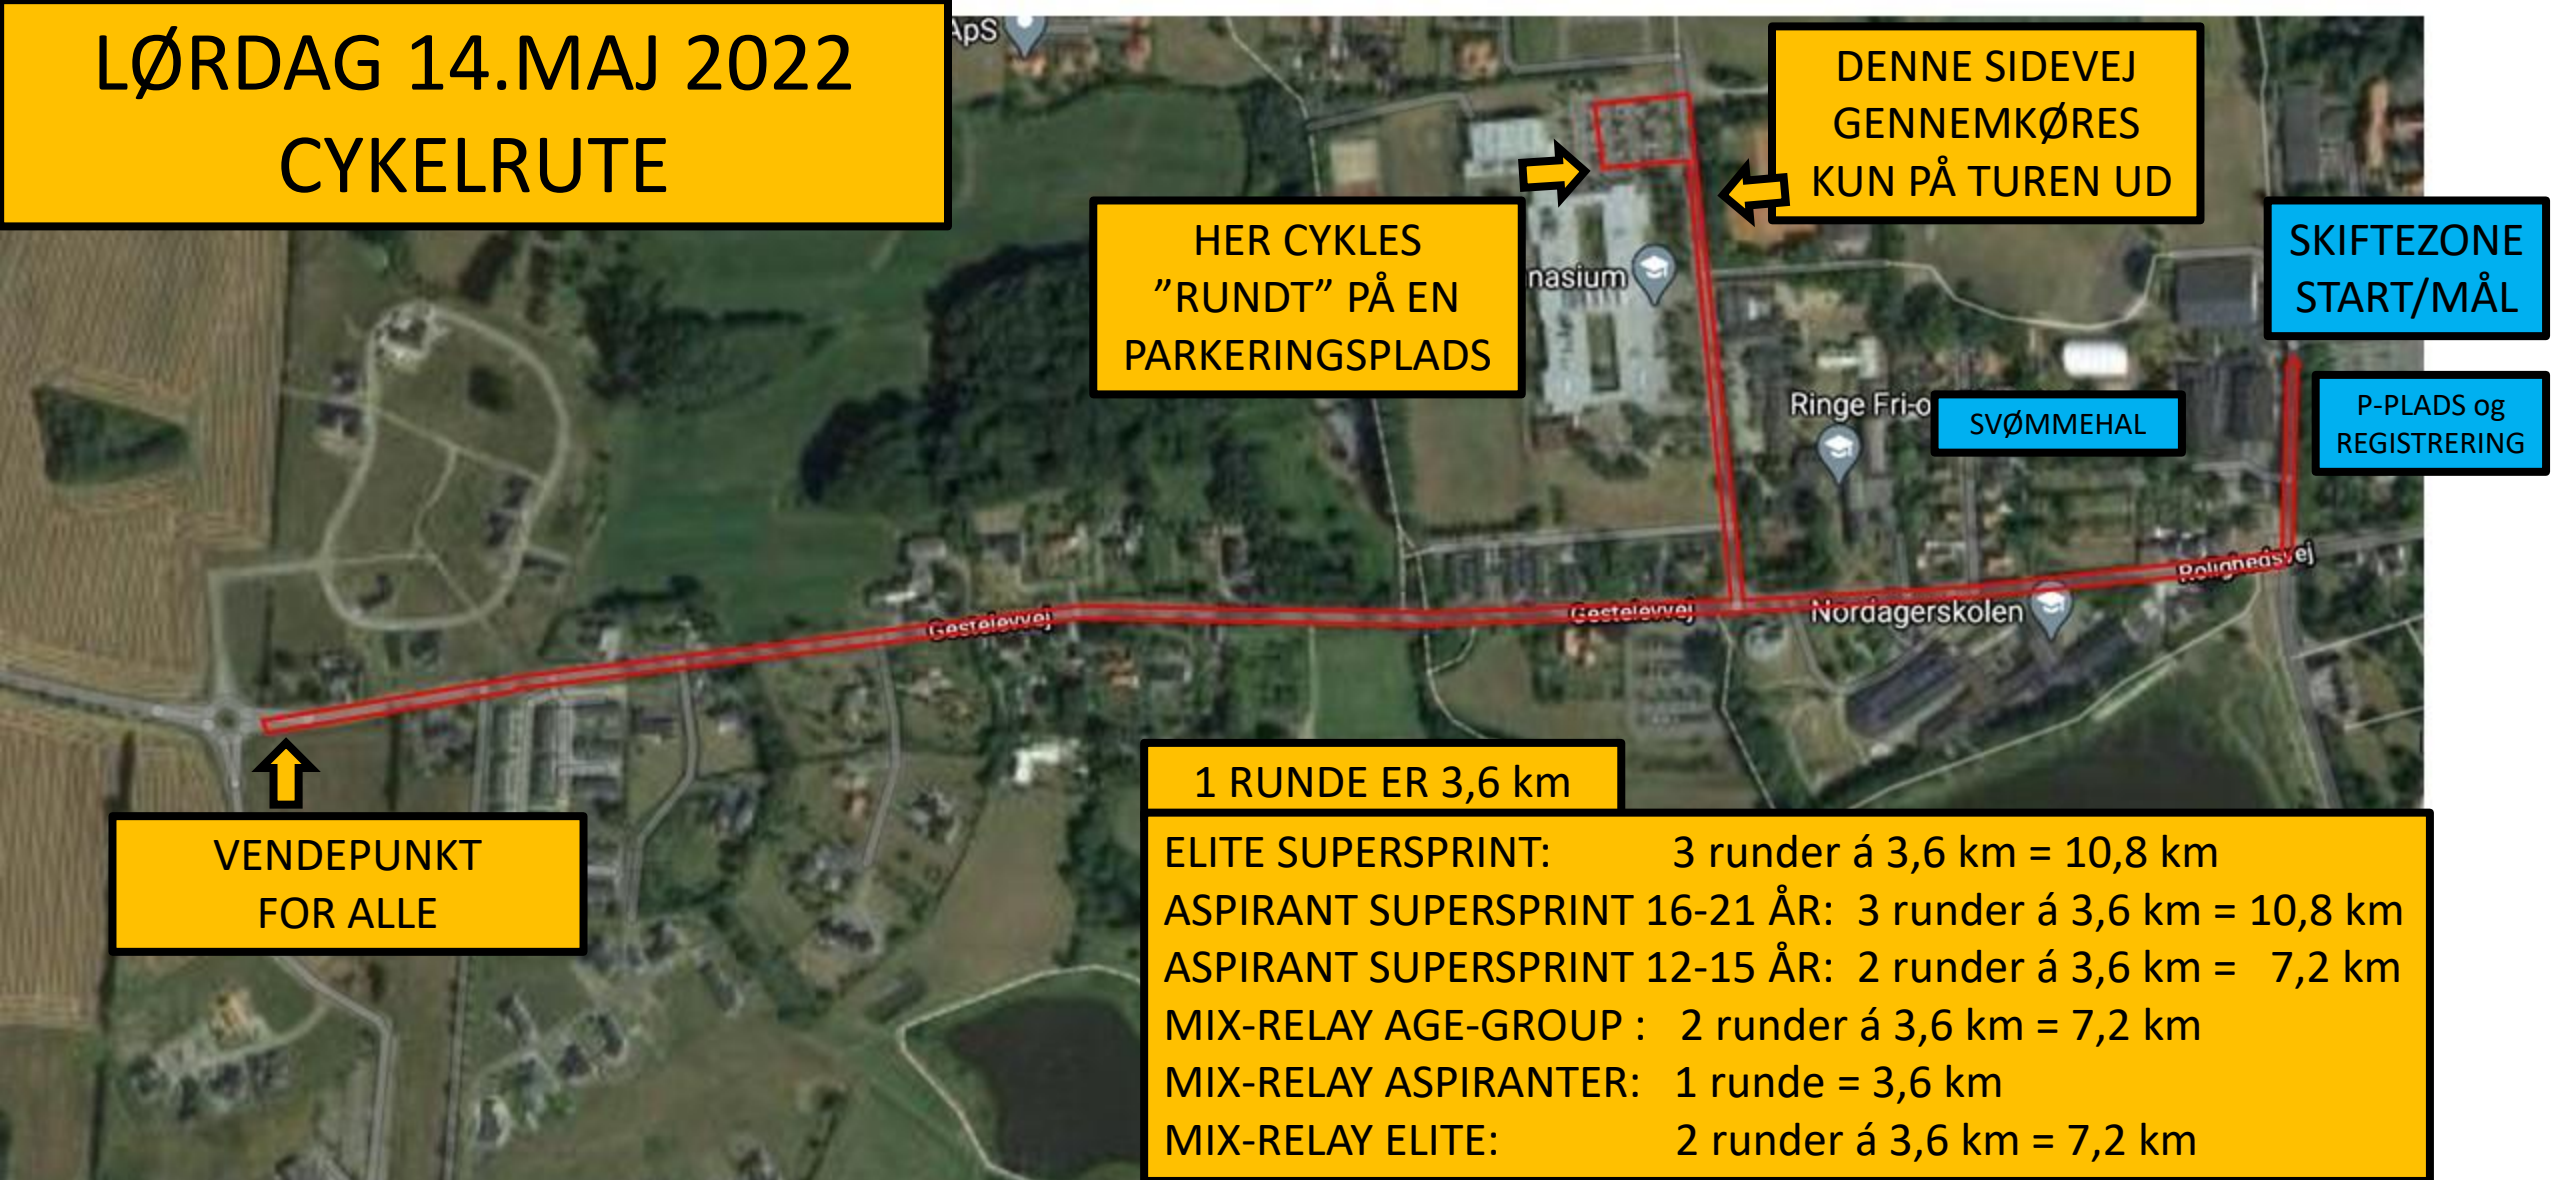 LØRDAG 14.MAJ 2022
CYKELRUTE
ApS
DENNE SIDEVEJ
GENNEMKØRES
KUN PÅ TUREN UD
HER CYKLES
”RUNDT” PÅ EN
PARKERINGSPLADS
nasium
SKIFTEZONE
START/MÅL
P-PLADS og
REGISTRERING
Ringe Fri-o
SVØMMEHAL
Rolighedsvej
Gestelevvej
Gestelevvej
Nordagerskolen
VENDEPUNKT
FOR ALLE
1 RUNDE ER 3,6 km
ELITE SUPERSPRINT: 3 runder á 3,6 km = 10,8 km
ASPIRANT SUPERSPRINT 16-21 ÅR: 3 runder á 3,6 km = 10,8 km
ASPIRANT SUPERSPRINT 12-15 ÅR: 2 runder á 3,6 km = 7,2 km
MIX-RELAY AGE-GROUP : 2 runder á 3,6 km = 7,2 km
MIX-RELAY ASPIRANTER: 1 runde = 3,6 km
MIX-RELAY ELITE: 2 runder á 3,6 km = 7,2 km